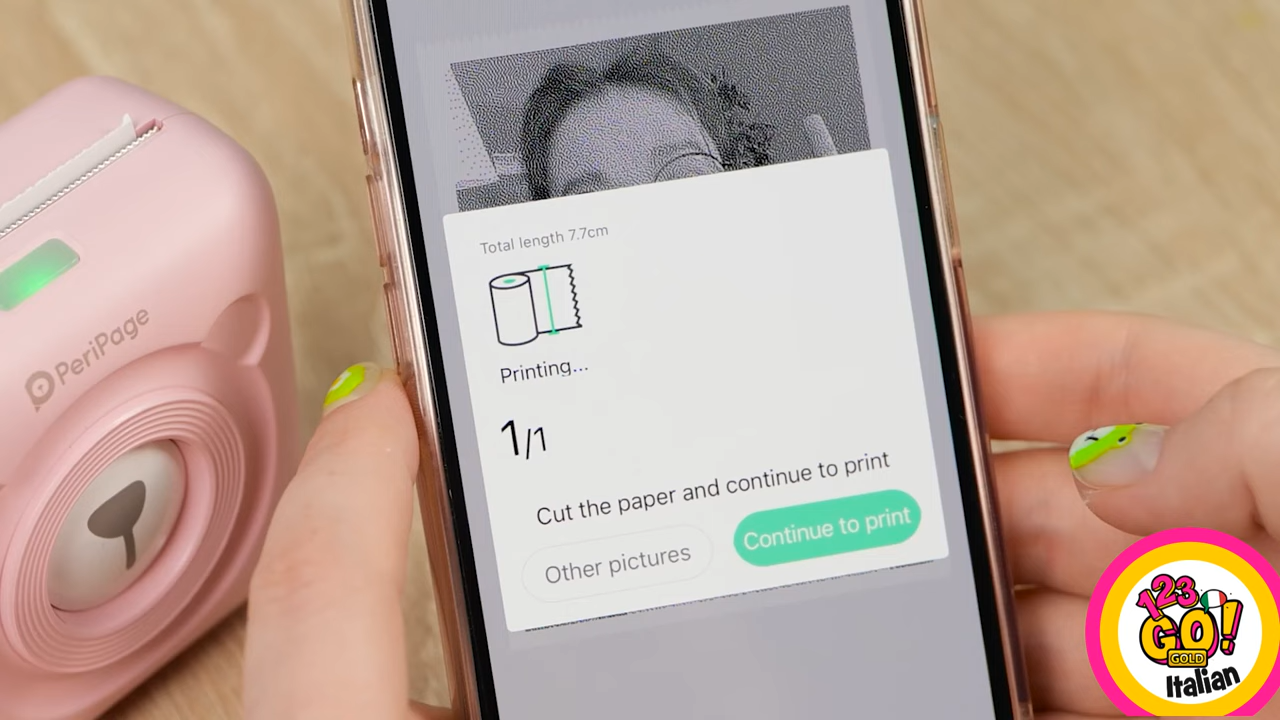 PeriPage
Total length 7.7cm
Printing...
1/1
Cut the paper and continue to print
Other pictures
Continue to print
123
GO!
GOLD
Italian